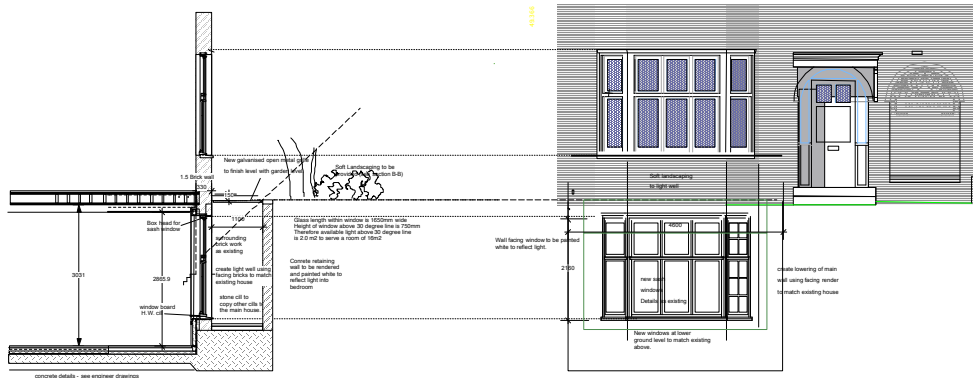 New galvanised open metal grille
to finish level with garden level.
Soft Landscaping to be
1.5 Brick wall
330
150
1100
Box head for
sash window
surrounding
brick work
as existing
Glass length within window is 1650mm wide
Height of window above 30 degree line is 750mm
Therefore available light above 30 degree line
is 2.0 m2 to serve a room of 16m2
Conrete retaining
wall to be rendered
and painted white to
reflect light into
bedroom
create light well using
facing bricks to match
existing house
stone cill to
copy other cills to
the main house.
window board
H.W. cill
3031
2865.9
concrete details - see engineer drawings
Soft landscaping
to light well
4600
Wall facing window to be painted
white to reflect light.
2160
new sash
windows
Details to existing
create lowering of main
wall using facing render
to match existing house
New windows at lower
ground level to match existing
above.